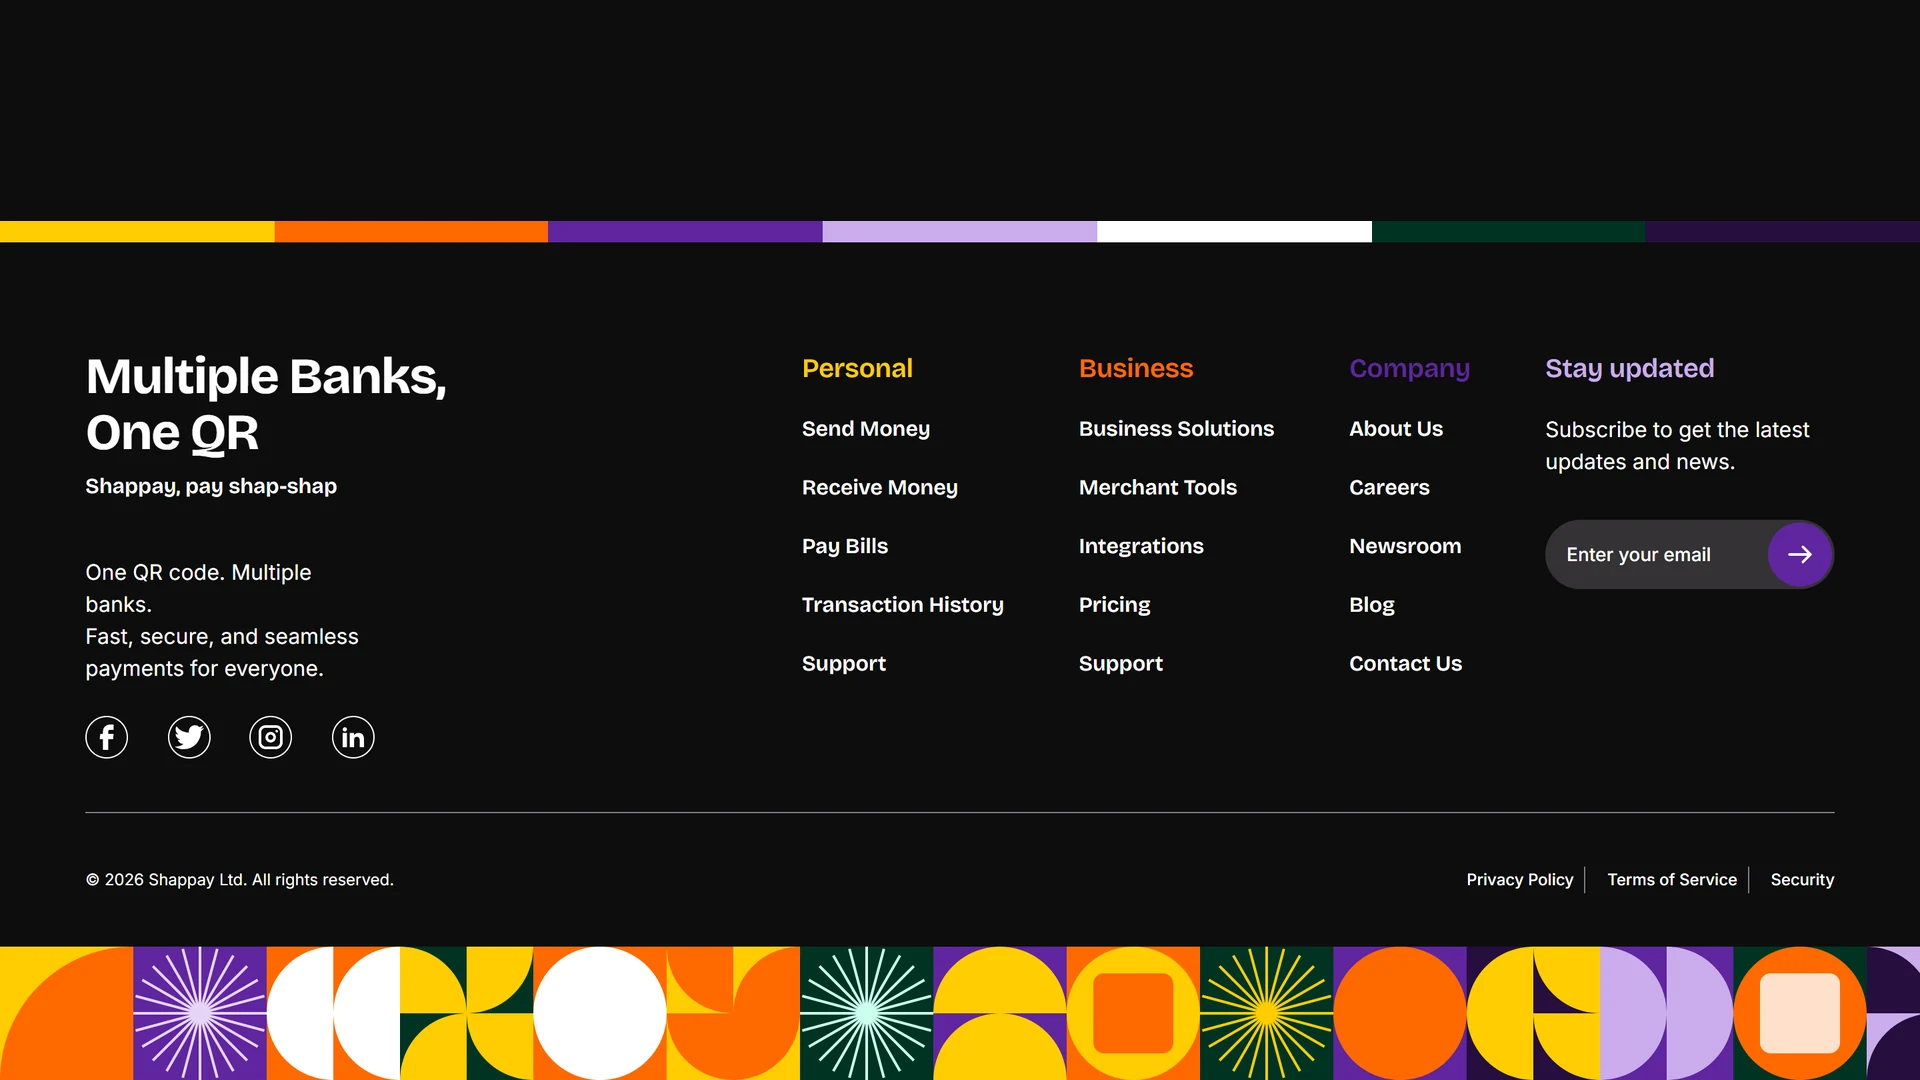 Multiple Banks,
One QR
Shappay, pay shap-shap
One QR code. Multiple
banks.
Fast, secure, and seamless
payments for everyone.
Personal
Send Money
Receive Money
Pay Bills
Transaction History
Support
Business
Business Solutions
Merchant Tools
Integrations
Pricing
Support
Company
About Us
Careers
Newsroom
Blog
Contact Us
Stay updated
Subscribe to get the latest
updates and news.
Enter your email
© 2026 Shappay Ltd. All rights reserved.
Privacy Policy
Terms of Service
Security